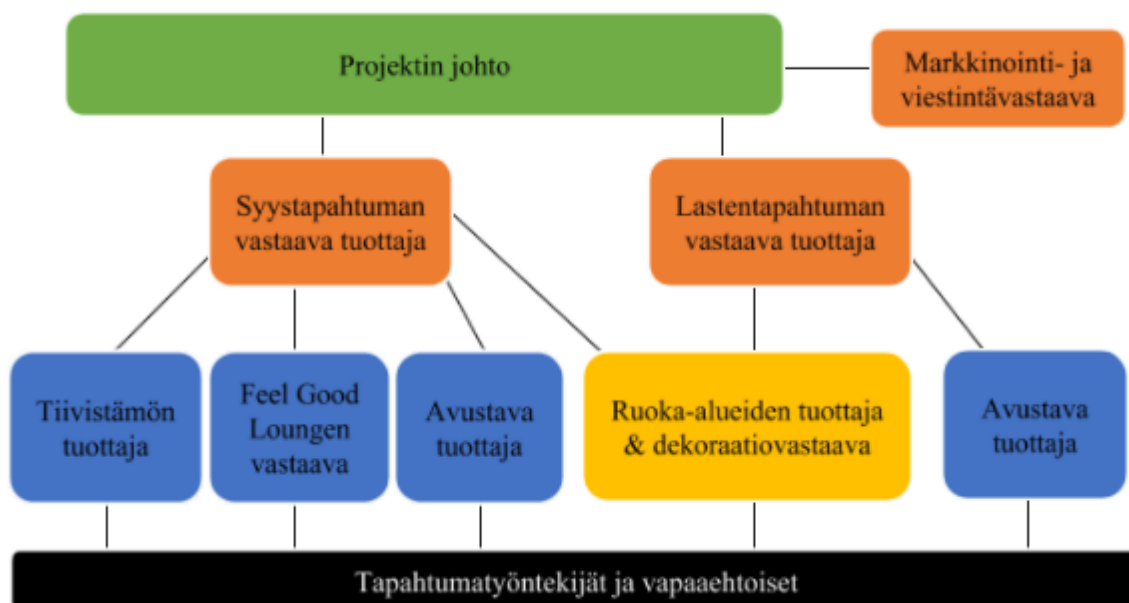 Projektin johto
Markkinointi- ja
viestintävastaava
Syystapahtuman
vastaava tuottaja
Lastentapahtuman
vastaava tuottaja
Tiivistämön
tuottaja
Feel Good
Loungen
vastaava
Avustava
tuottaja
Ruoka-alueiden tuottaja
& dekoraatiovastaava
Avustava
tuottaja
Tapahtumatyöntekijät ja vapaaehtoiset